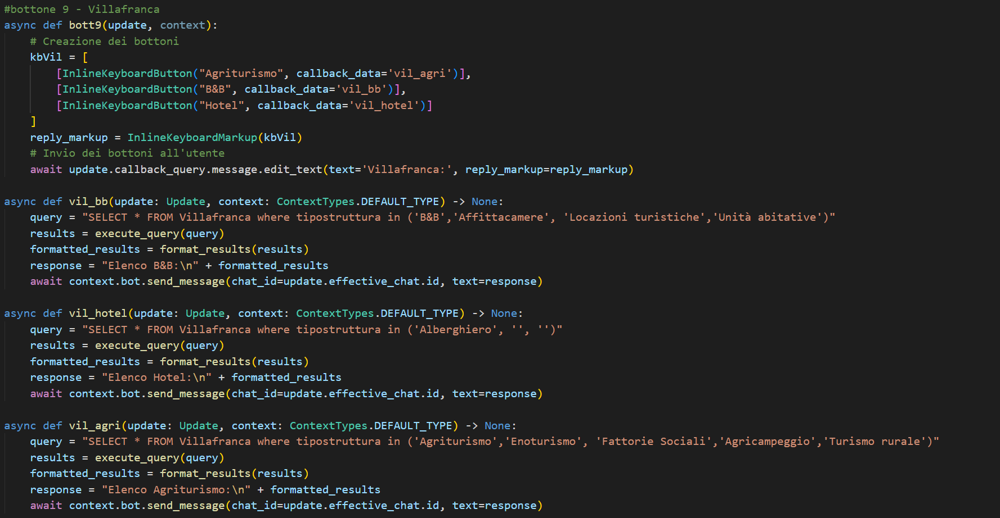 #bottone 9 - Villafranca
async def bott9(update, context):
    # Creazione dei bottoni
    kbVil = [
        [InlineKeyboardButton("Agriturismo", callback_data='vil_agri')],
        [InlineKeyboardButton("B&B", callback_data='vil_bb')],
        [InlineKeyboardButton("Hotel", callback_data='vil_hotel')]
    ]
    reply_markup = InlineKeyboardMarkup(kbVil)
    # Invio dei bottoni all'utente
    await update.callback_query.message.edit_text(text='Villafranca:', reply_markup=reply_markup)

async def vil_bb(update: Update, context: ContextTypes.DEFAULT_TYPE) -> None:
    query = "SELECT * FROM Villafranca where tipostruttura in ('B&B','Affittacamere', 'Locazioni turistiche','Unità abitative')"
    results = execute_query(query)
    formatted_results = format_results(results)
    response = "Elenco B&B:\n" + formatted_results
    await context.bot.send_message(chat_id=update.effective_chat.id, text=response)

async def vil_hotel(update: Update, context: ContextTypes.DEFAULT_TYPE) -> None:
    query = "SELECT * FROM Villafranca where tipostruttura in ('Alberghiero', '', '')"
    results = execute_query(query)
    formatted_results = format_results(results)
    response = "Elenco Hotel:\n" + formatted_results
    await context.bot.send_message(chat_id=update.effective_chat.id, text=response)

async def vil_agri(update: Update, context: ContextTypes.DEFAULT_TYPE) -> None:
    query = "SELECT * FROM Villafranca where tipostruttura in ('Agriturismo','Enoturismo', 'Fattorie Sociali','Agricampeggio','Turismo rurale')"
    results = execute_query(query)
    formatted_results = format_results(results)
    response = "Elenco Agriturismo:\n" + formatted_results
    await context.bot.send_message(chat_id=update.effective_chat.id, text=response)